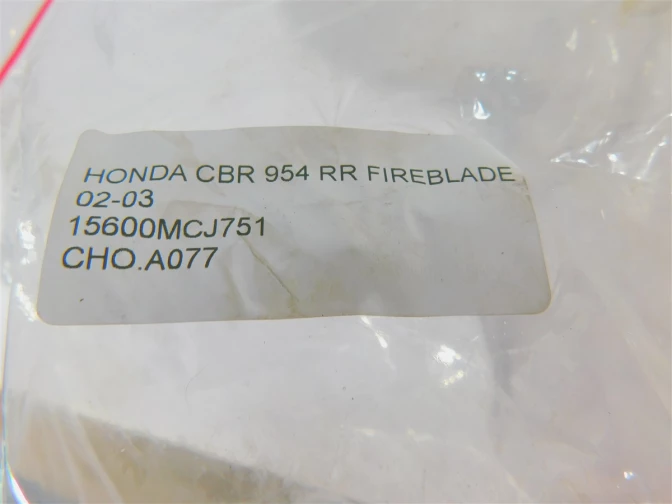 HONDA CBR 954 RR FIREBLADE
02-03
15600MCJ751
CHO.A077